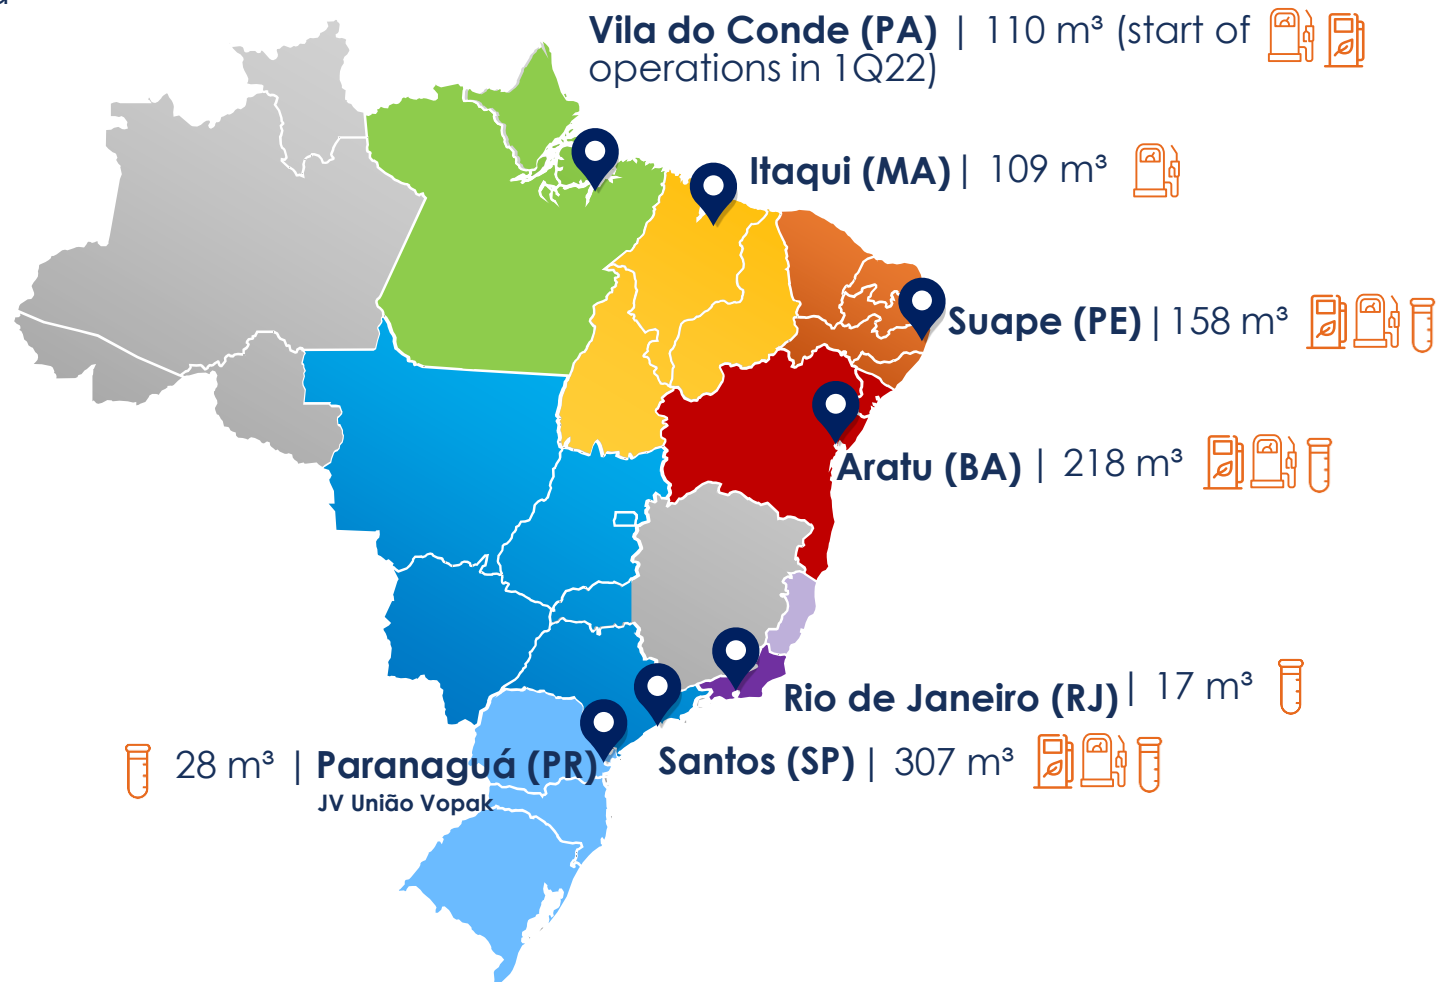 Vila do Conde (PA) | 110 m³ (start of
operations in 1Q22)
Itaqui (MA) | 109 m³
Suape (PE) | 158 m³
Aratu (BA) | 218 m³
Rio de Janeiro (RJ) | 17 m³
Santos (SP) | 307 m³
28 m³ | Paranaguá (PR)
JV União Vopak